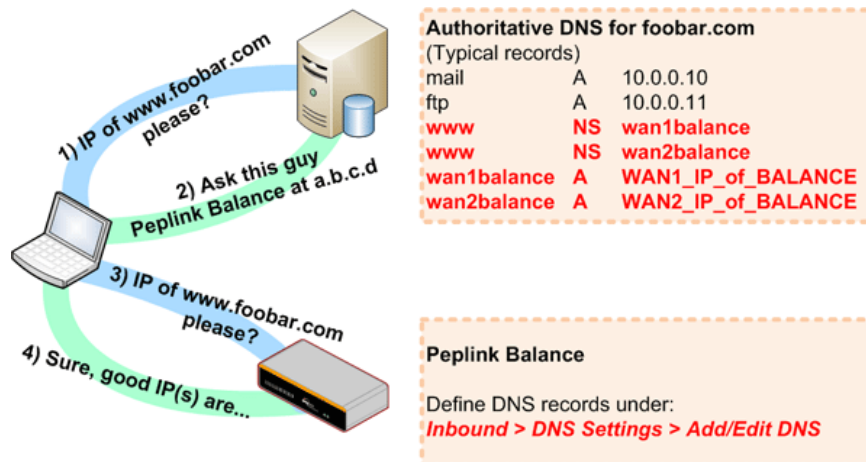 1) IP of www.foobar.com
please?
2) Ask this guy
Peplink Balance at a.b.c.d
3) IP of www.foobar.com
please?
4) Sure, good IP(s) are...
Authoritative DNS for foobar.com
(Typical records)
mail A 10.0.0.10
ftp A 10.0.0.11
www NS wan1balance
www NS wan2balance
wan1balance A WAN1_IP_of_BALANCE
wan2balance A WAN2_IP_of_BALANCE
Peplink Balance
Define DNS records under:
Inbound > DNS Settings > Add/Edit DNS